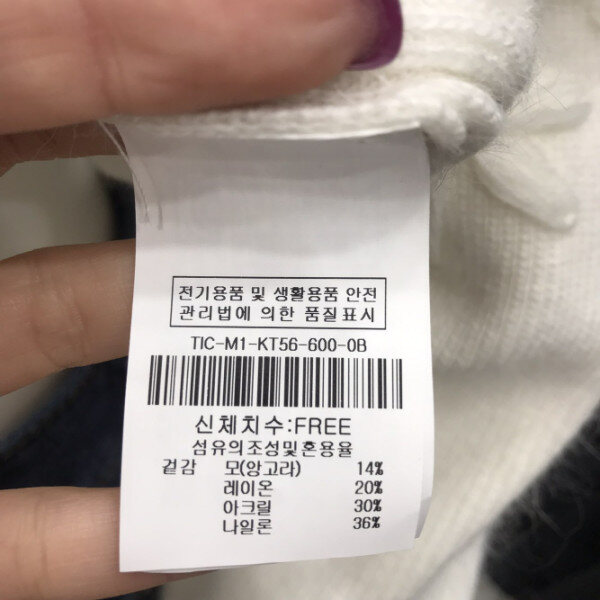 전기용품 및 생활용품 안전
관리법에 의한 품질표시
TIC-M1-KT56-600-0B
신체치수:FREE
섬유의조성및혼용율
겉감 모(앙고라) 14%
레이온 20%
아크릴 30%
나일론 36%